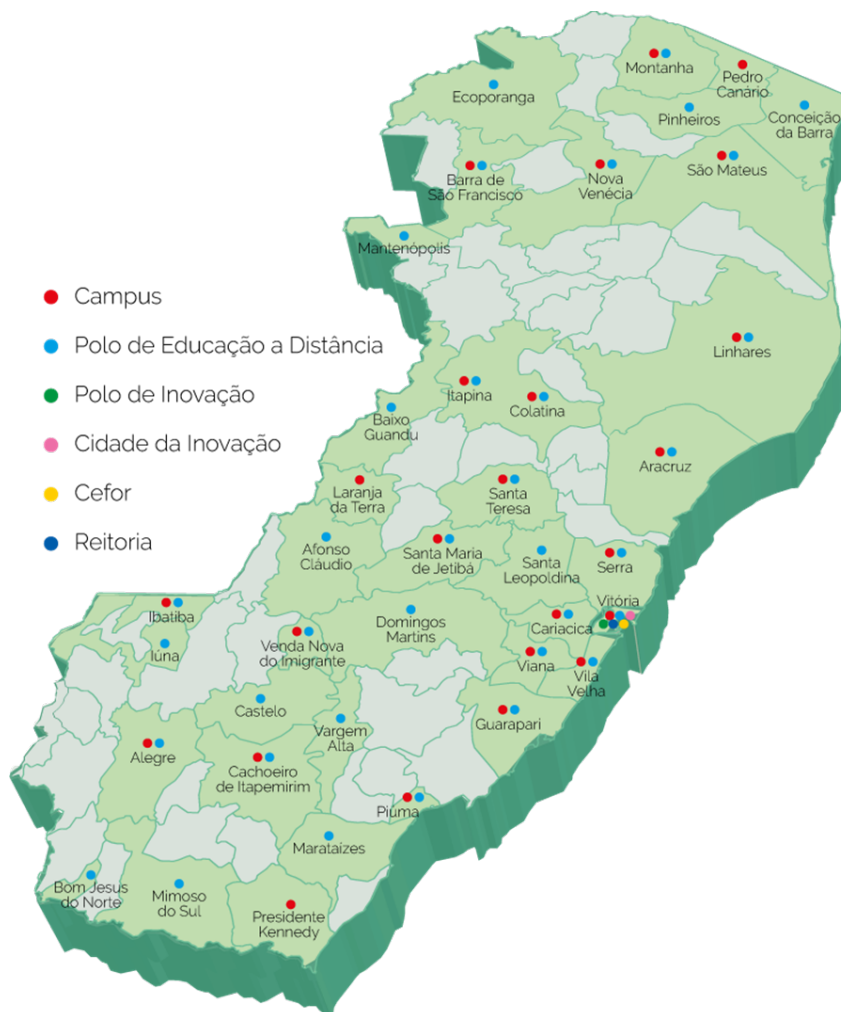 Montanha
Pedro
Canário
Ecoporanga
Pinheiros
Conceição
da Barra
Barra de
São Francisco
Nova
Venécia
São Mateus
Mantenópolis
Campus
Polo de Educação a Distância
Polo de Inovação
Cidade da Inovação
Cefor
Reitoria
Linhares
Itapina
Colatina
Baixo
Guandu
Aracruz
Laranja
da Terra
Santa
Teresa
Afonso
Cláudio
Santa Maria
de Jetibá
Santa
Leopoldina
Serra
Vitória
Ibatiba
Iúna
Venda Nova
do Imigrante
Domingos
Martins
Cariacica
Viana
Vila
Velha
Castelo
Vargem
Alta
Guarapari
Alegre
Cachoeiro
de Itapemirim
Piuma
Marataizes
Bom Jesus
do Norte
Mimoso
do Sul
Presidente
Kennedy